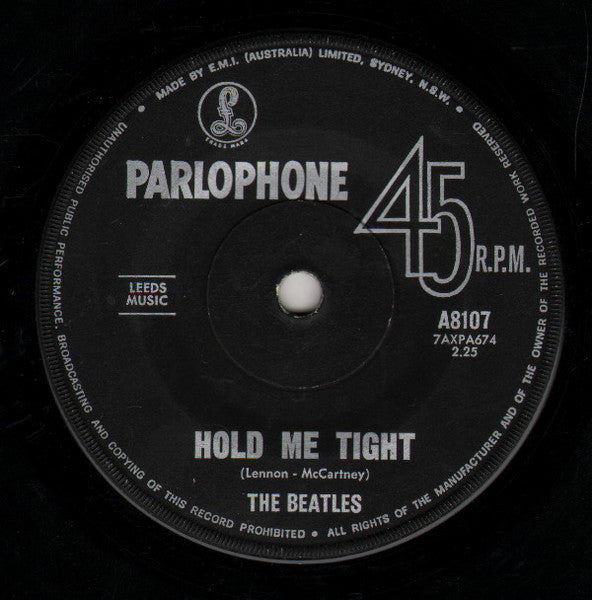 • MADE BY E.M.I. (AUSTRALIA) LIMITED, SYDNEY, N.S.W. •
UNAUTHORISED PUBLIC PERFORMANCE, BROADCASTING AND COPYING OF THIS RECORD PROHIBITED • ALL RIGHTS OF THE MANUFACTURER AND OF THE OWNER OF THE RECORDED WORK RESERVED
£
TRADE MARK
PARLOPHONE
45 R.P.M.
LEEDS
MUSIC
A8107
7AXPA674
2.25
HOLD ME TIGHT
(Lennon - McCartney)
THE BEATLES